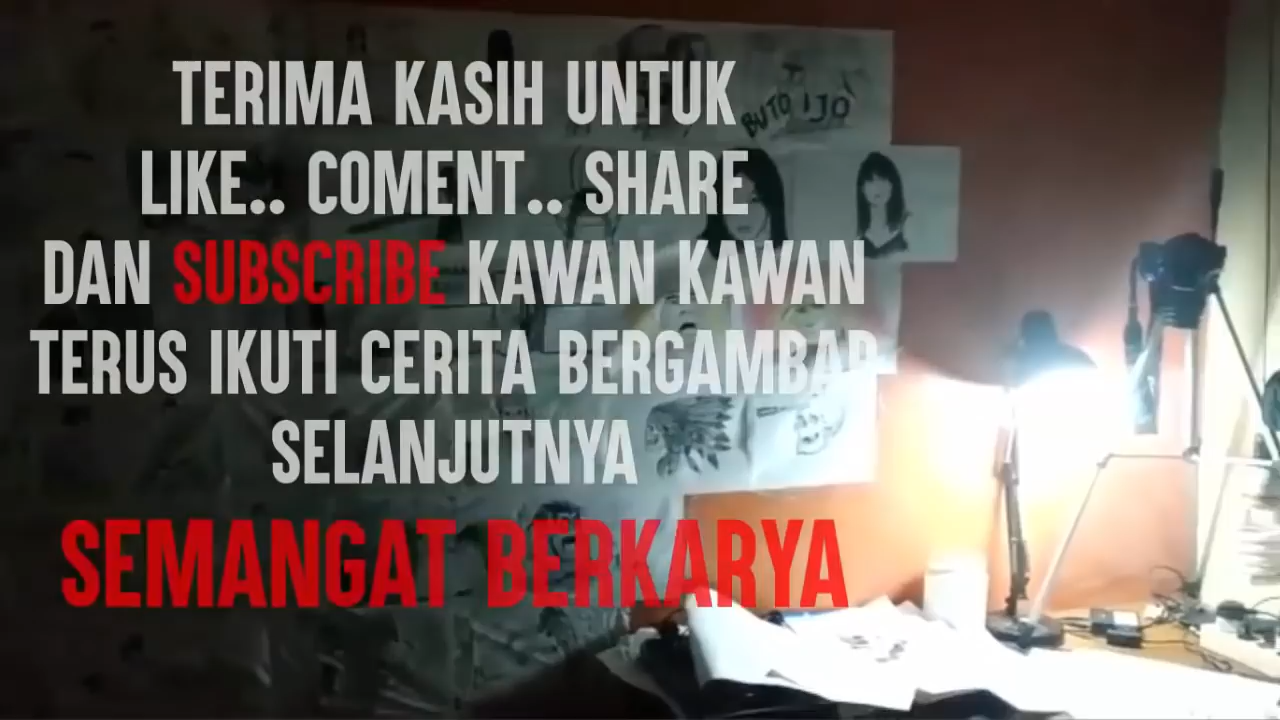 TERIMA KASIH UNTUK
LIKE.. COMENT.. SHARE
DAN SUBSCRIBE KAWAN KAWAN
TERUS IKUTI CERITA BERGAMBAR
SELANJUTNYA
SEMANGAT BERKARYA
BUTO IJO